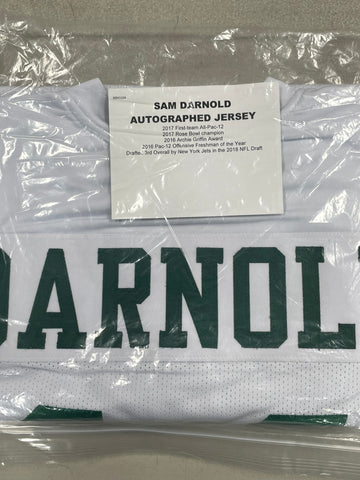 SAM DARNOLD
AUTOGRAPHED JERSEY
2017 First-team All-Pac-12
2017 Rose Bowl champion
2016 Archie Griffin Award
2016 Pac-12 Offensive Freshman of the Year
Drafted 3rd Overall by New York Jets in the 2018 NFL Draft
DARNOLD